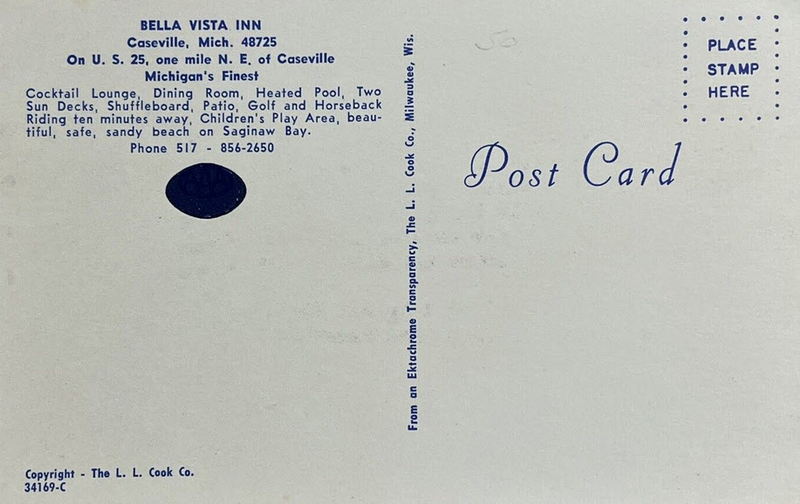 BELLA VISTA INN
Caseville, Mich. 48725
On U. S. 25, one mile N. E. of Caseville
Michigan's Finest
Cocktail Lounge, Dining Room, Heated Pool, Two
Sun Decks, Shuffleboard, Patio, Golf and Horseback
Riding ten minutes away, Children's Play Area, beau-
tiful, safe, sandy beach on Saginaw Bay.
Phone 517 - 856-2650
Copyright - The L. L. Cook Co.
34169-C
From an Ektachrome Transparency, The L. L. Cook Co., Milwaukee, Wis.
Post Card
PLACE
STAMP
HERE